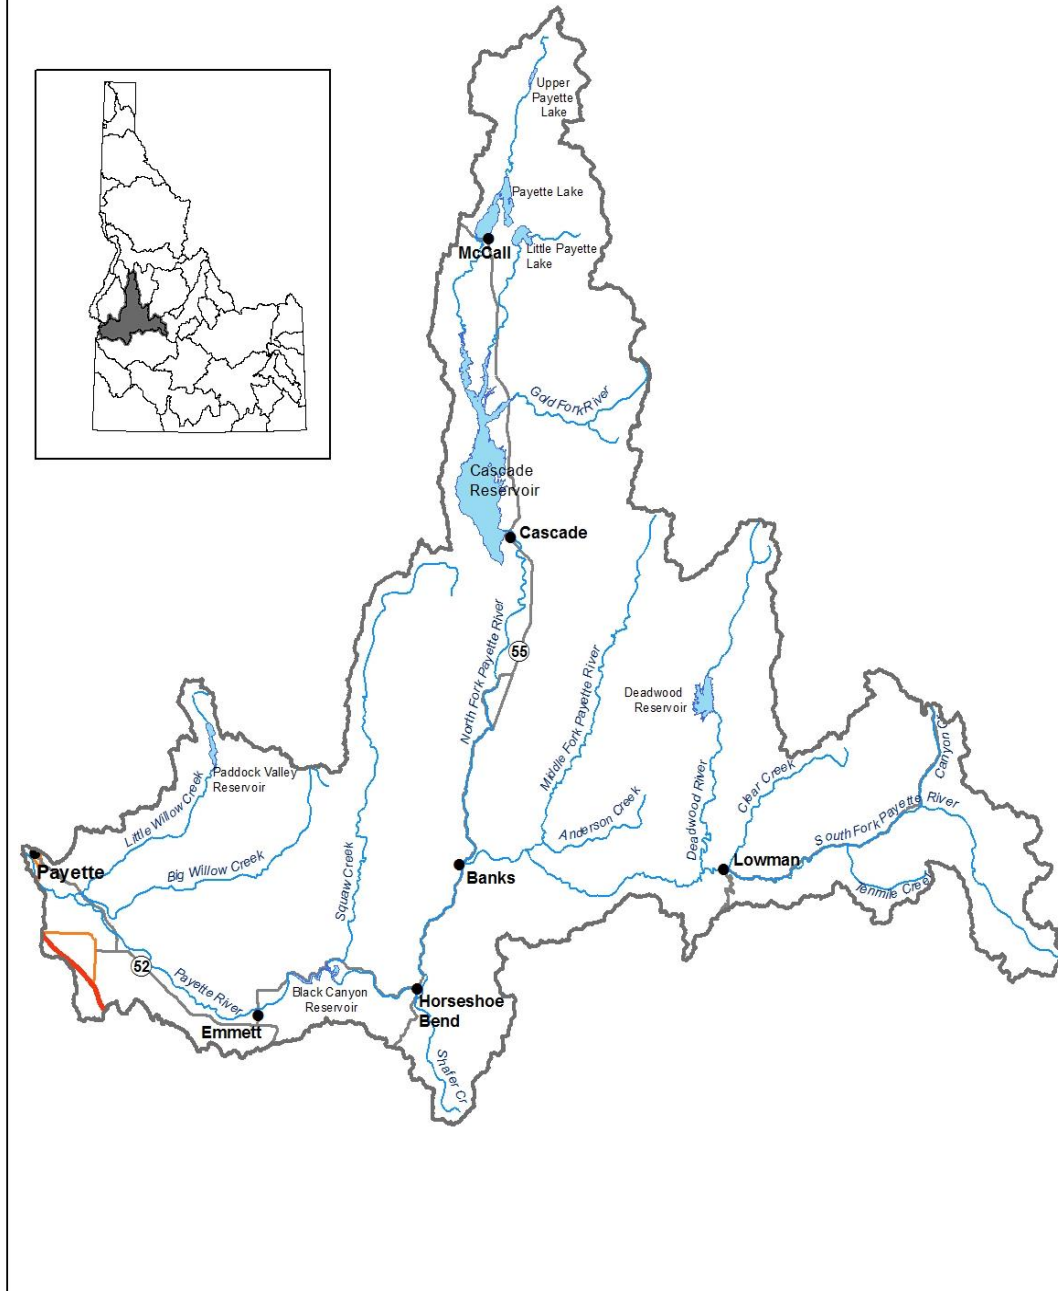 Upper
Payette
Lake
Payette Lake
McCall
Little Payette
Lake
Gold Fork River
Cascade
Reservoir
Cascade
North Fork Payette River
55
Middle Fork Payette River
Deadwood
Reservoir
Paddock Valley
Reservoir
Little Willow Creek
Big Willow Creek
Squaw Creek
Anderson Creek
Deadwood River
Clear Creek
Canyon C
South Fork Payette River
Payette
Banks
Lowman
Tenmile Creek
52
Payette River
Black Canyon
Reservoir
Horseshoe
Bend
Emmett
Shafer Cr